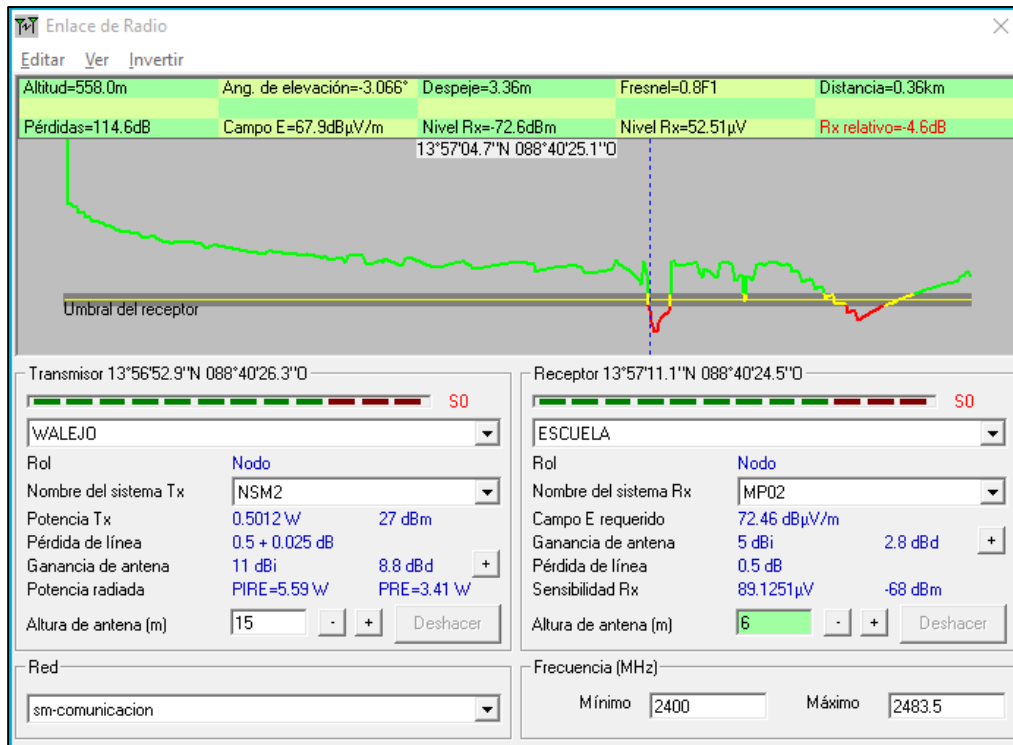 Enlace de Radio
Editar Ver Invertir
Altitud=558.0m Ang. de elevación=-3.066° Despeje=3.36m Fresnel=0.8F1 Distancia=0.36km
Pérdidas=114.6dB Campo E=67.9dBμV/m Nivel Rx=-72.6dBm Nivel Rx=52.51μV Rx relativo=-4.6dB
13°57'04.7"N 088°40'25.1"O
Umbral del receptor
Transmisor 13°56'52.9"N 088°40'26.3"O
S0
WALEJO
Rol Nodo
Nombre del sistema Tx NSM2
Potencia Tx 0.5012 W 27 dBm
Pérdida de línea 0.5 + 0.025 dB
Ganancia de antena 11 dBi 8.8 dBd +
Potencia radiada PIRE=5.59 W PRE=3.41 W
Altura de antena (m) 15 - + Deshacer
Red
sm-comunicacion
Receptor 13°57'11.1"N 088°40'24.5"O
S0
ESCUELA
Rol Nodo
Nombre del sistema Rx MP02
Campo E requerido 72.46 dBμV/m
Ganancia de antena 5 dBi 2.8 dBd +
Pérdida de línea 0.5 dB
Sensibilidad Rx 89.1251μV -68 dBm
Altura de antena (m) 6 - + Deshacer
Frecuencia (MHz)
Mínimo 2400 Máximo 2483.5